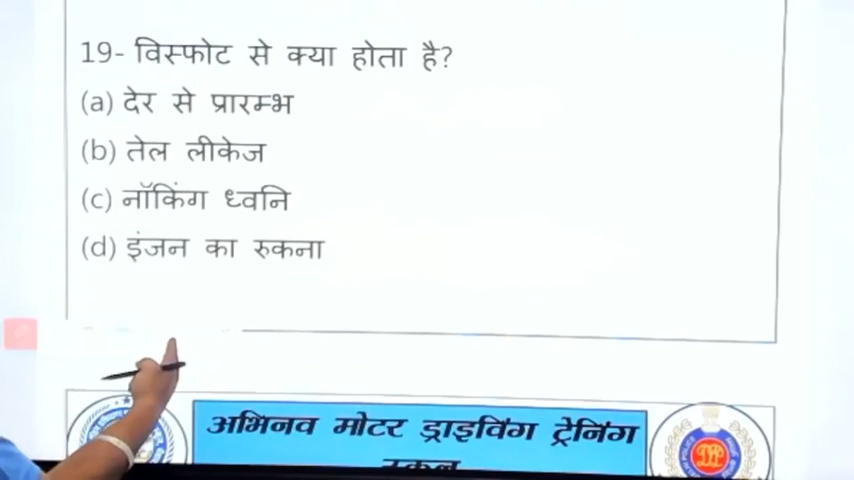 19- विस्फोट से क्या होता है?
(a) देर से प्रारम्भ
(b) तेल लीकेज
(c) नॉकिंग ध्वनि
(d) इंजन का रुकना
अभिनव मोटर ड्राइविंग ट्रेनिंग